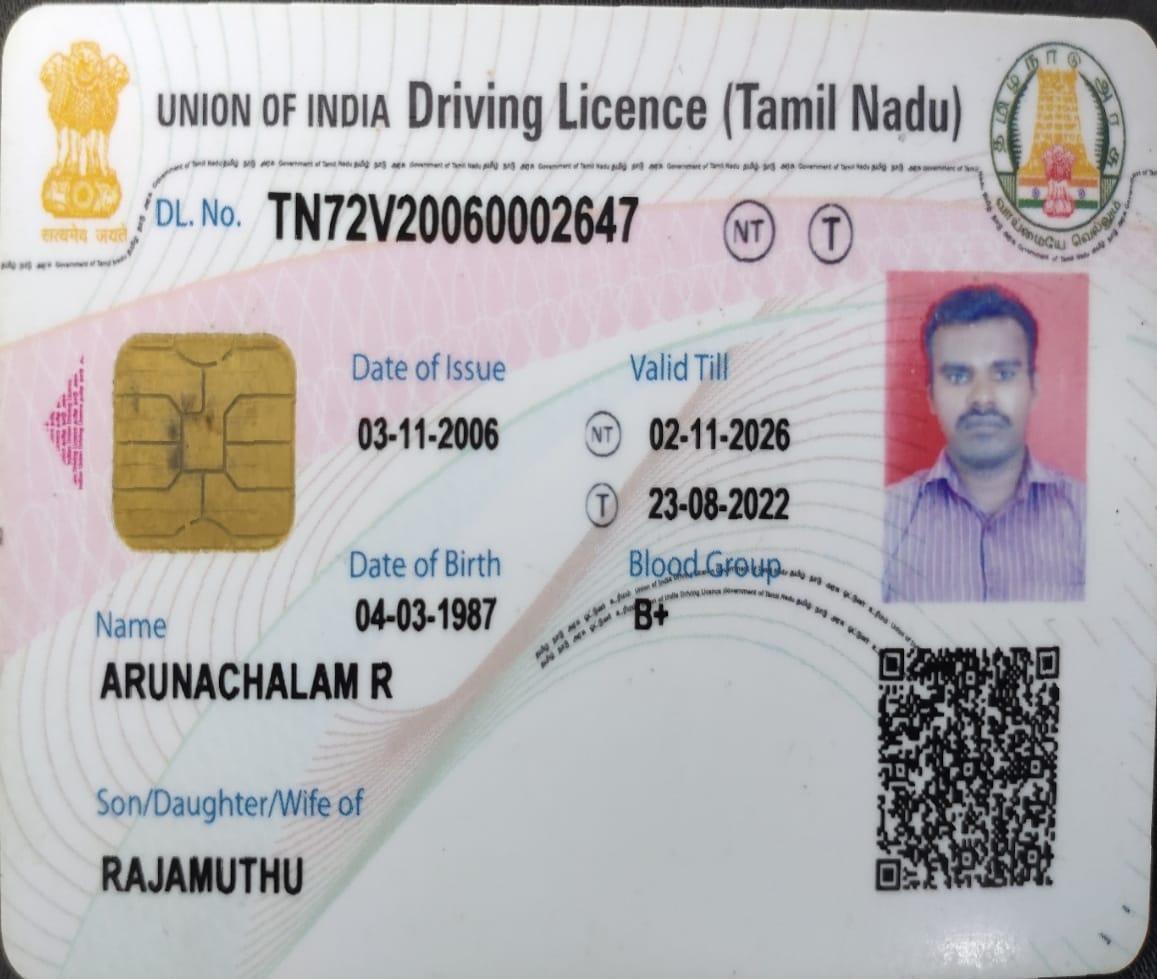 UNION OF INDIA Driving Licence (Tamil Nadu)
தமிழ் நாடு அரசு
सत्यमेव जयते
வாய்மையே வெல்லும்
DL. No. TN72V20060002647 NT T
Date of Issue Valid Till
03-11-2006 NT 02-11-2026
T 23-08-2022
Date of Birth Blood Group
04-03-1987 B+
Name
ARUNACHALAM R
Son/Daughter/Wife of
RAJAMUTHU